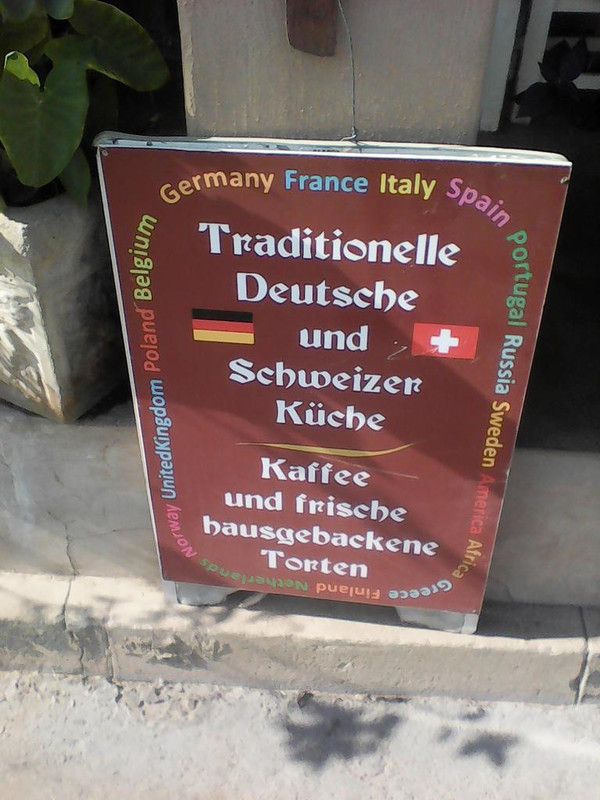 Germany France Italy Spain Portugal Russia Sweden America Africa Greece Finland Netherlands Norway UnitedKingdom Poland Belgium
Traditionelle
Deutsche
und
Schweizer
Küche
Kaffee
und frische
hausgebackene
Torten